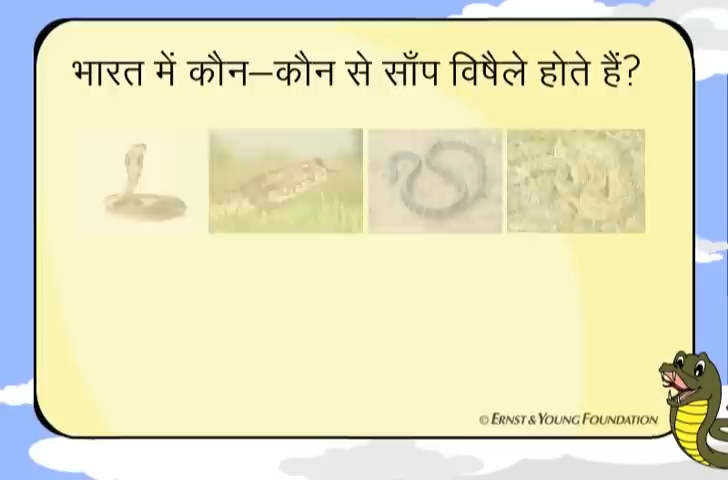 भारत में कौन–कौन से साँप विषैले होते हैं?
© ERNST & YOUNG FOUNDATION